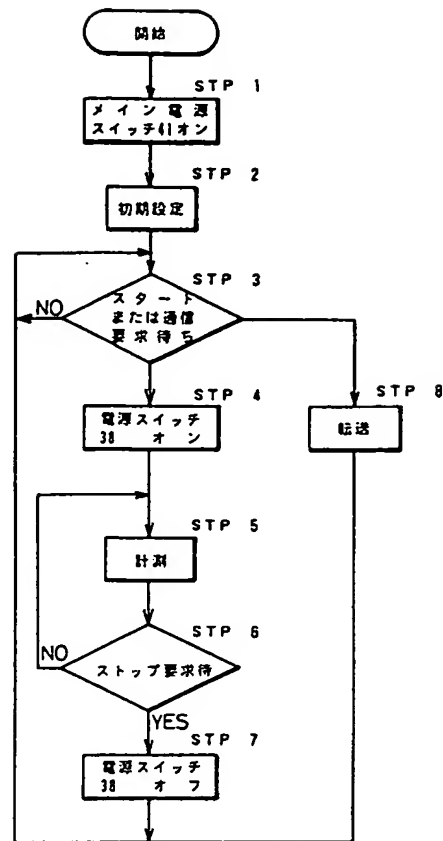 開始
STP 1
メイン電源
スイッチ41オン
STP 2
初期設定
STP 3
NO
スタート
または通信
要求待ち
STP 4
電源スイッチ
38 オン
STP 8
転送
STP 5
計測
STP 6
NO
ストップ要求待
YES
STP 7
電源スイッチ
38 オフ